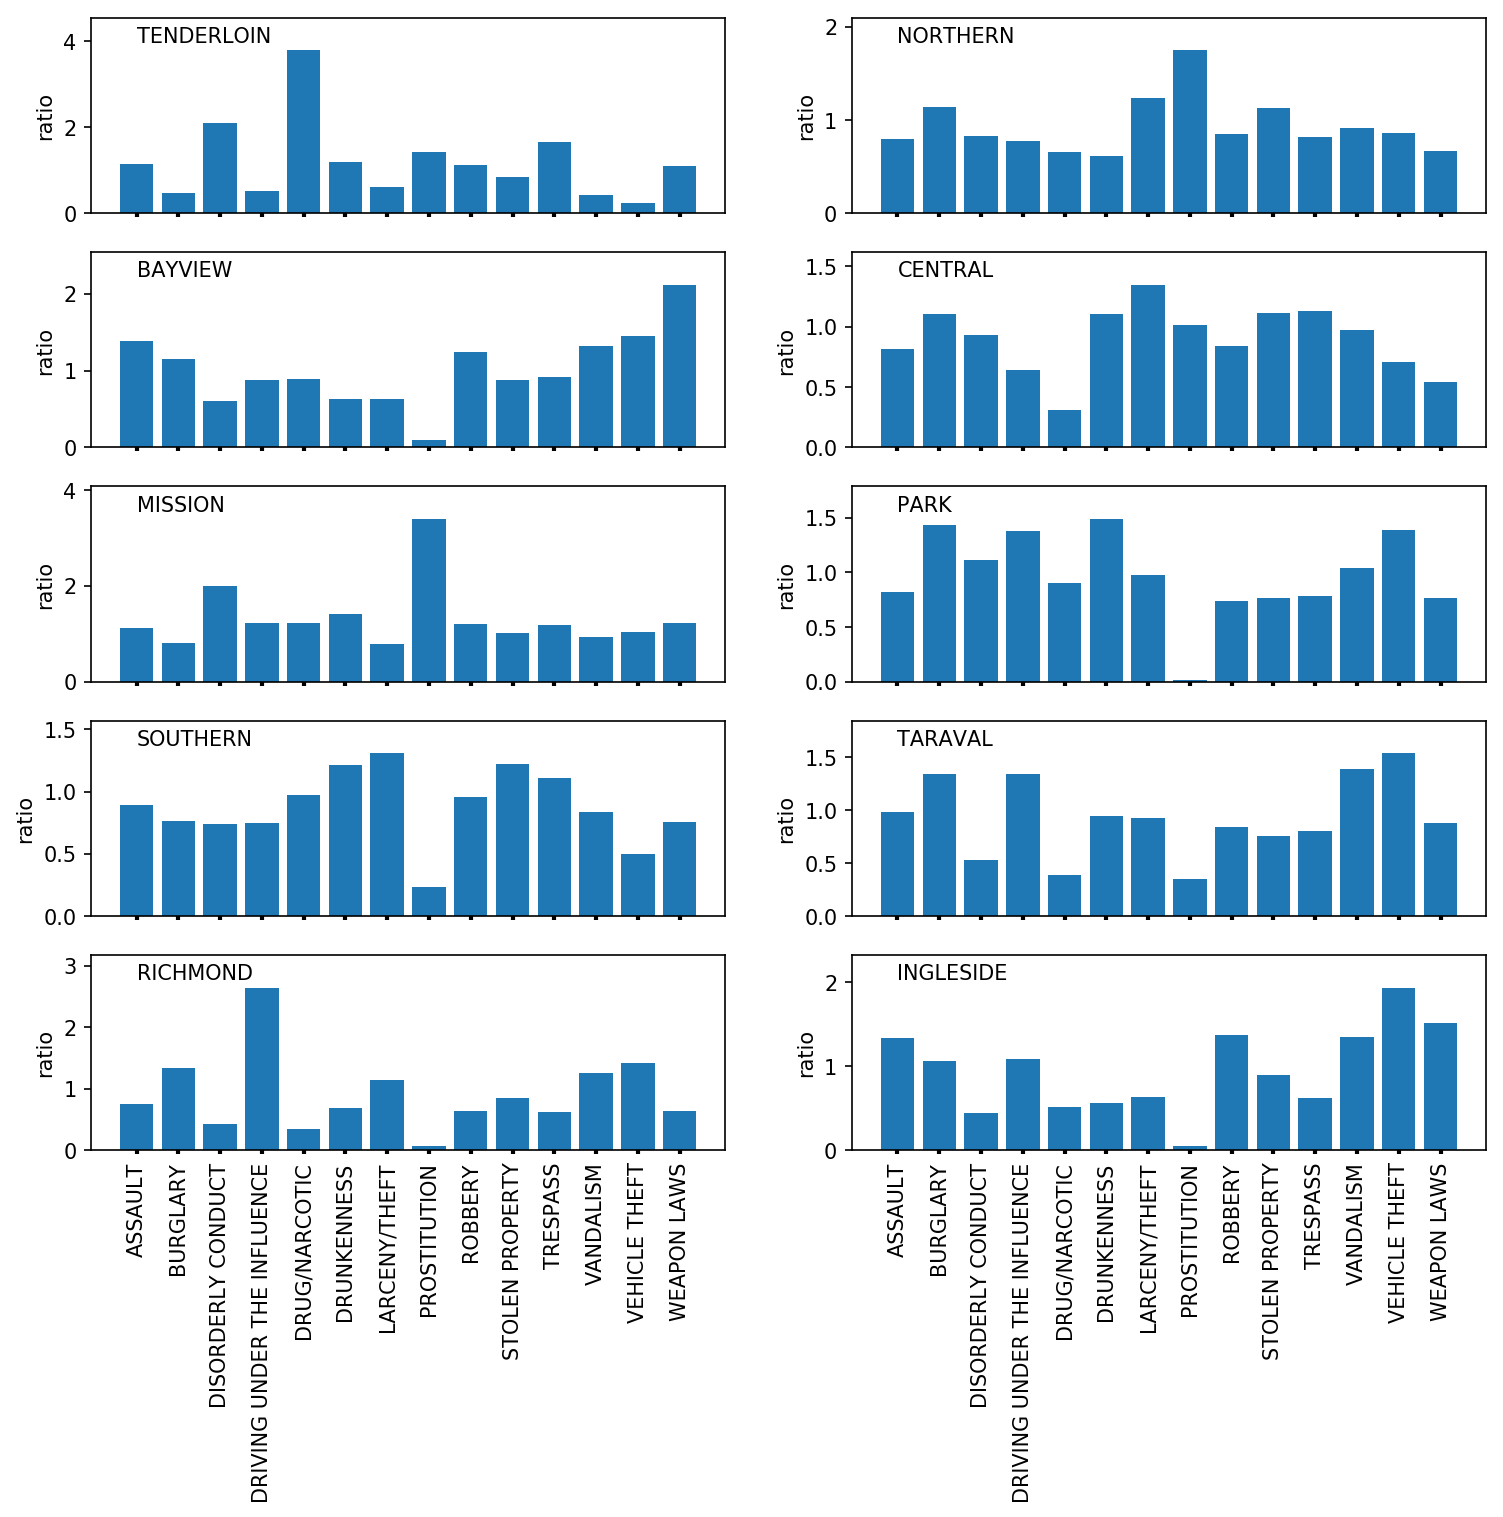 TENDERLOIN
ratio
4
2
0
NORTHERN
ratio
2
1
0
BAYVIEW
ratio
2
1
0
CENTRAL
ratio
1.5
1.0
0.5
0.0
MISSION
ratio
4
2
0
PARK
ratio
1.5
1.0
0.5
0.0
SOUTHERN
ratio
1.5
1.0
0.5
0.0
TARAVAL
ratio
1.5
1.0
0.5
0.0
RICHMOND
ratio
3
2
1
0
ASSAULT
BURGLARY
DISORDERLY CONDUCT
DRIVING UNDER THE INFLUENCE
DRUG/NARCOTIC
DRUNKENNESS
LARCENY/THEFT
PROSTITUTION
ROBBERY
STOLEN PROPERTY
TRESPASS
VANDALISM
VEHICLE THEFT
WEAPON LAWS
INGLESIDE
ratio
2
1
0
ASSAULT
BURGLARY
DISORDERLY CONDUCT
DRIVING UNDER THE INFLUENCE
DRUG/NARCOTIC
DRUNKENNESS
LARCENY/THEFT
PROSTITUTION
ROBBERY
STOLEN PROPERTY
TRESPASS
VANDALISM
VEHICLE THEFT
WEAPON LAWS